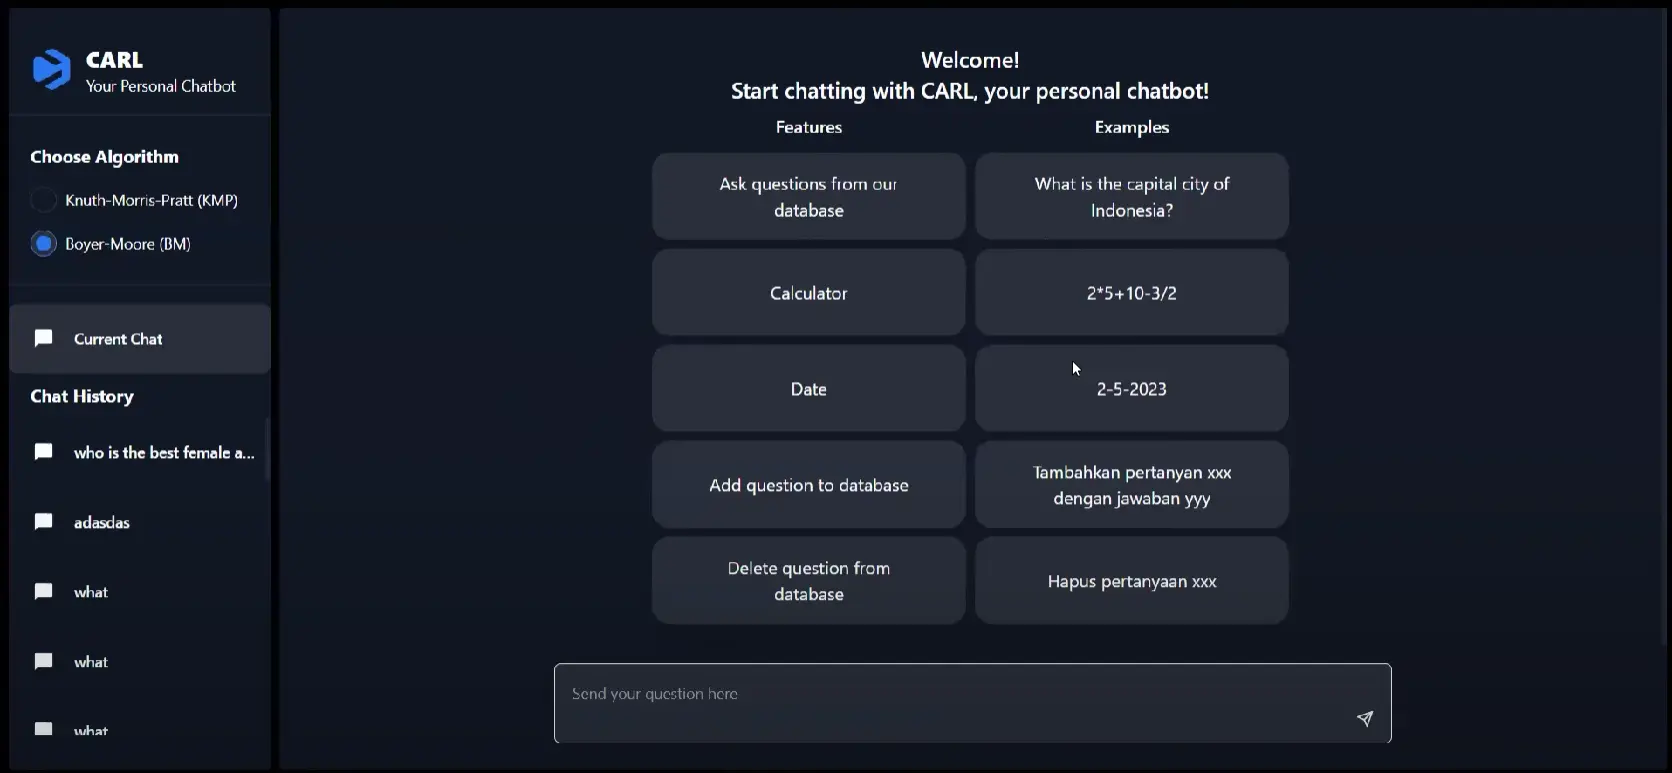 CARL
Your Personal Chatbot
Choose Algorithm
Knuth-Morris-Pratt (KMP)
Boyer-Moore (BM)
Current Chat
Chat History
who is the best female a...
adasdas
what
what
what
Welcome!
Start chatting with CARL, your personal chatbot!
Features
Examples
Ask questions from our
database
What is the capital city of
Indonesia?
Calculator
2*5+10-3/2
Date
2-5-2023
Add question to database
Tambahkan pertanyan xxx
dengan jawaban yyy
Delete question from
database
Hapus pertanyaan xxx
Send your question here